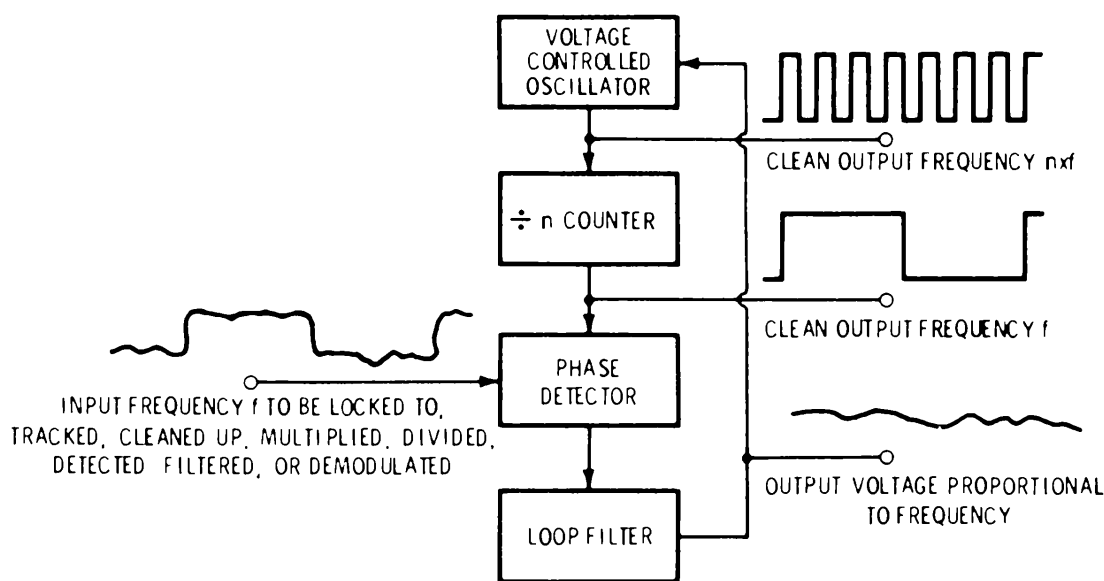 VOLTAGE
CONTROLLED
OSCILLATOR
CLEAN OUTPUT FREQUENCY nxf
÷ n COUNTER
CLEAN OUTPUT FREQUENCY f
PHASE
DETECTOR
INPUT FREQUENCY f TO BE LOCKED TO,
TRACKED, CLEANED UP, MULTIPLIED, DIVIDED,
DETECTED FILTERED, OR DEMODULATED
OUTPUT VOLTAGE PROPORTIONAL
TO FREQUENCY
LOOP FILTER